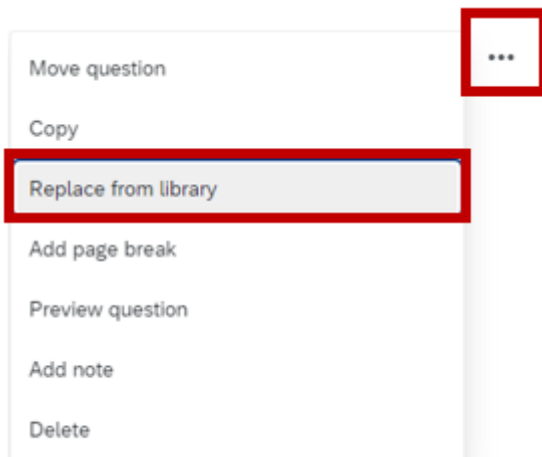 Move question
Copy
Replace from library
Add page break
Preview question
Add note
Delete